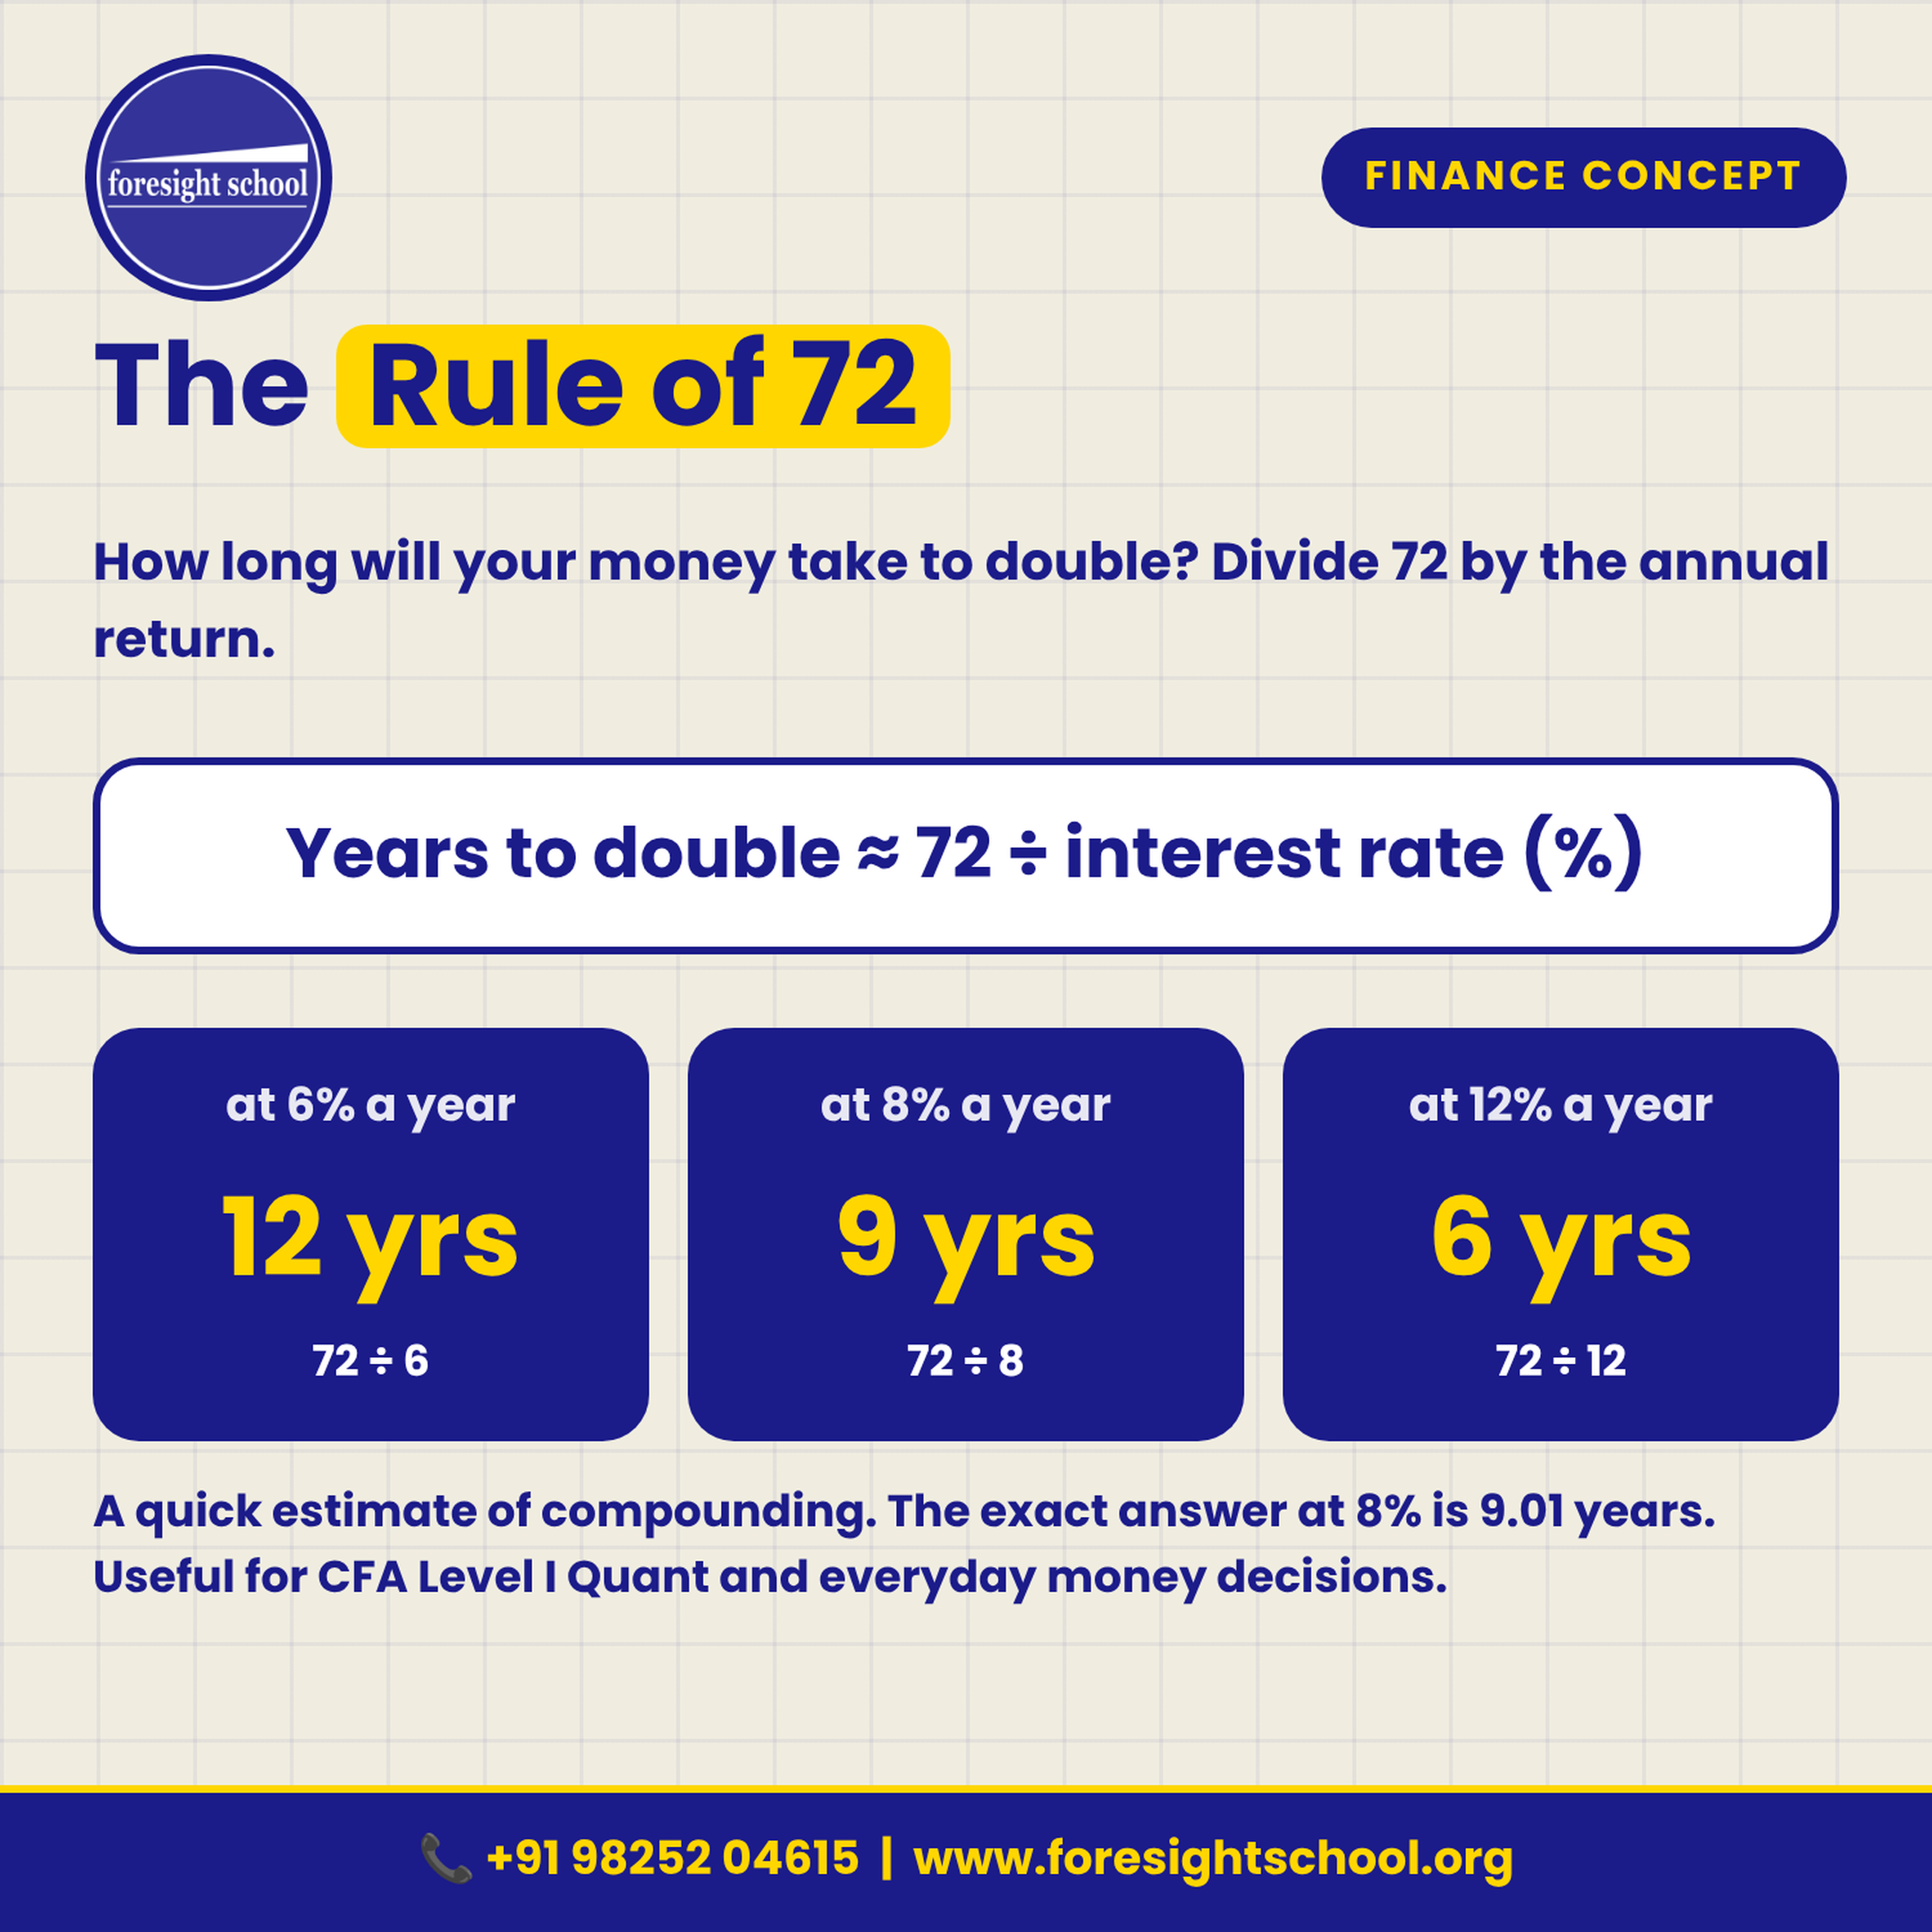 foresight school
FINANCE CONCEPT
The Rule of 72
How long will your money take to double? Divide 72 by the annual
return.
Years to double ≈ 72 ÷ interest rate (%)
at 6% a year
12 yrs
72 ÷ 6
at 8% a year
9 yrs
72 ÷ 8
at 12% a year
6 yrs
72 ÷ 12
A quick estimate of compounding. The exact answer at 8% is 9.01 years.
Useful for CFA Level I Quant and everyday money decisions.
📞 +91 98252 04615 | www.foresightschool.org